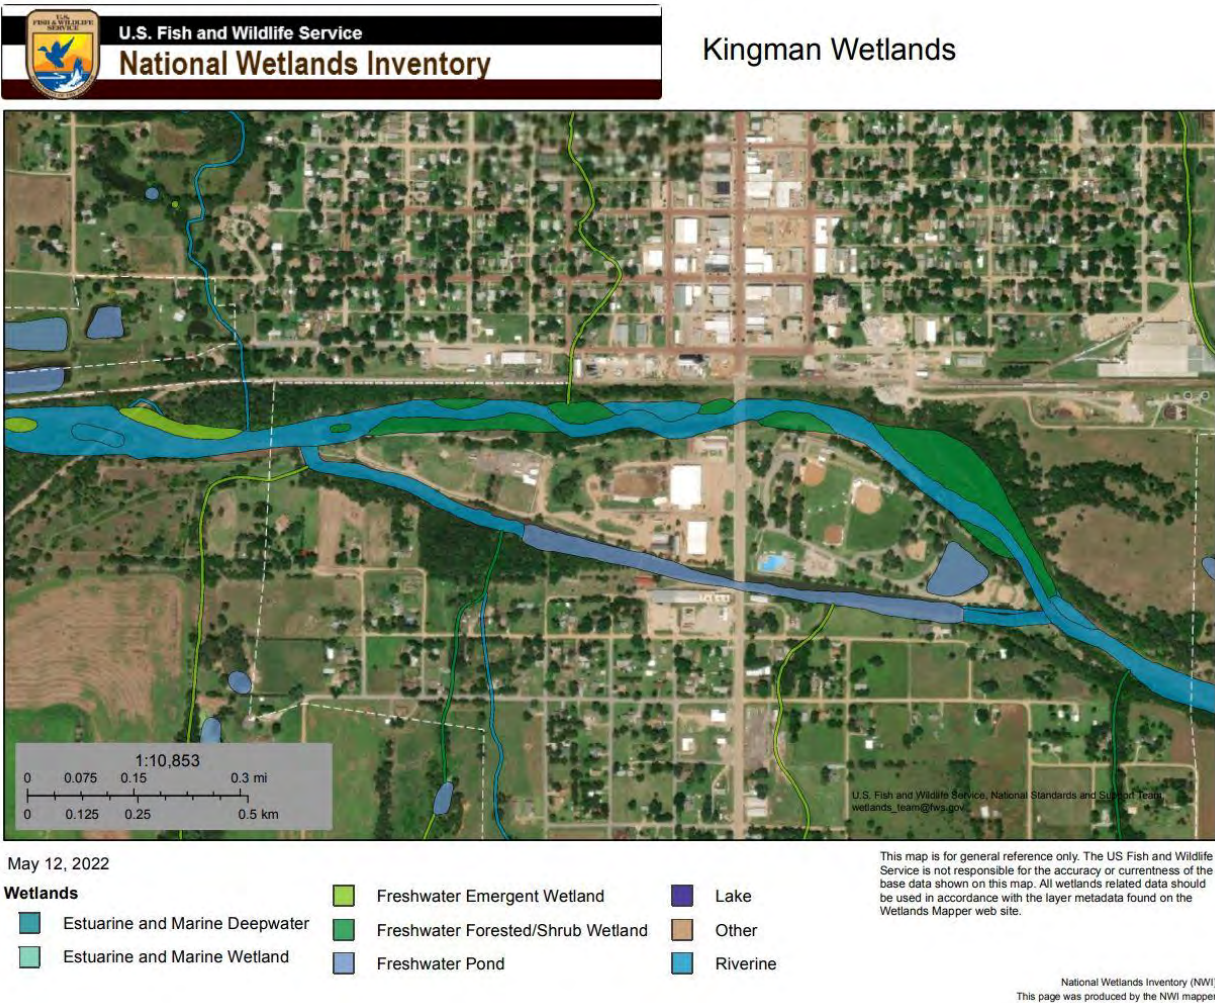 U.S.
FISH & WILDLIFE
SERVICE
U.S. Fish and Wildlife Service
National Wetlands Inventory
Kingman Wetlands
1:10,853
0 0.075 0.15 0.3 mi
0 0.125 0.25 0.5 km
U.S. Fish and Wildlife Service, National Standards and Support Team,
wetlands_team@fws.gov
May 12, 2022
Wetlands
Estuarine and Marine Deepwater
Estuarine and Marine Wetland
Freshwater Emergent Wetland
Freshwater Forested/Shrub Wetland
Freshwater Pond
Lake
Other
Riverine
This map is for general reference only. The US Fish and Wildlife
Service is not responsible for the accuracy or currentness of the
base data shown on this map. All wetlands related data should
be used in accordance with the layer metadata found on the
Wetlands Mapper web site.
National Wetlands Inventory (NWI)
This page was produced by the NWI mapper